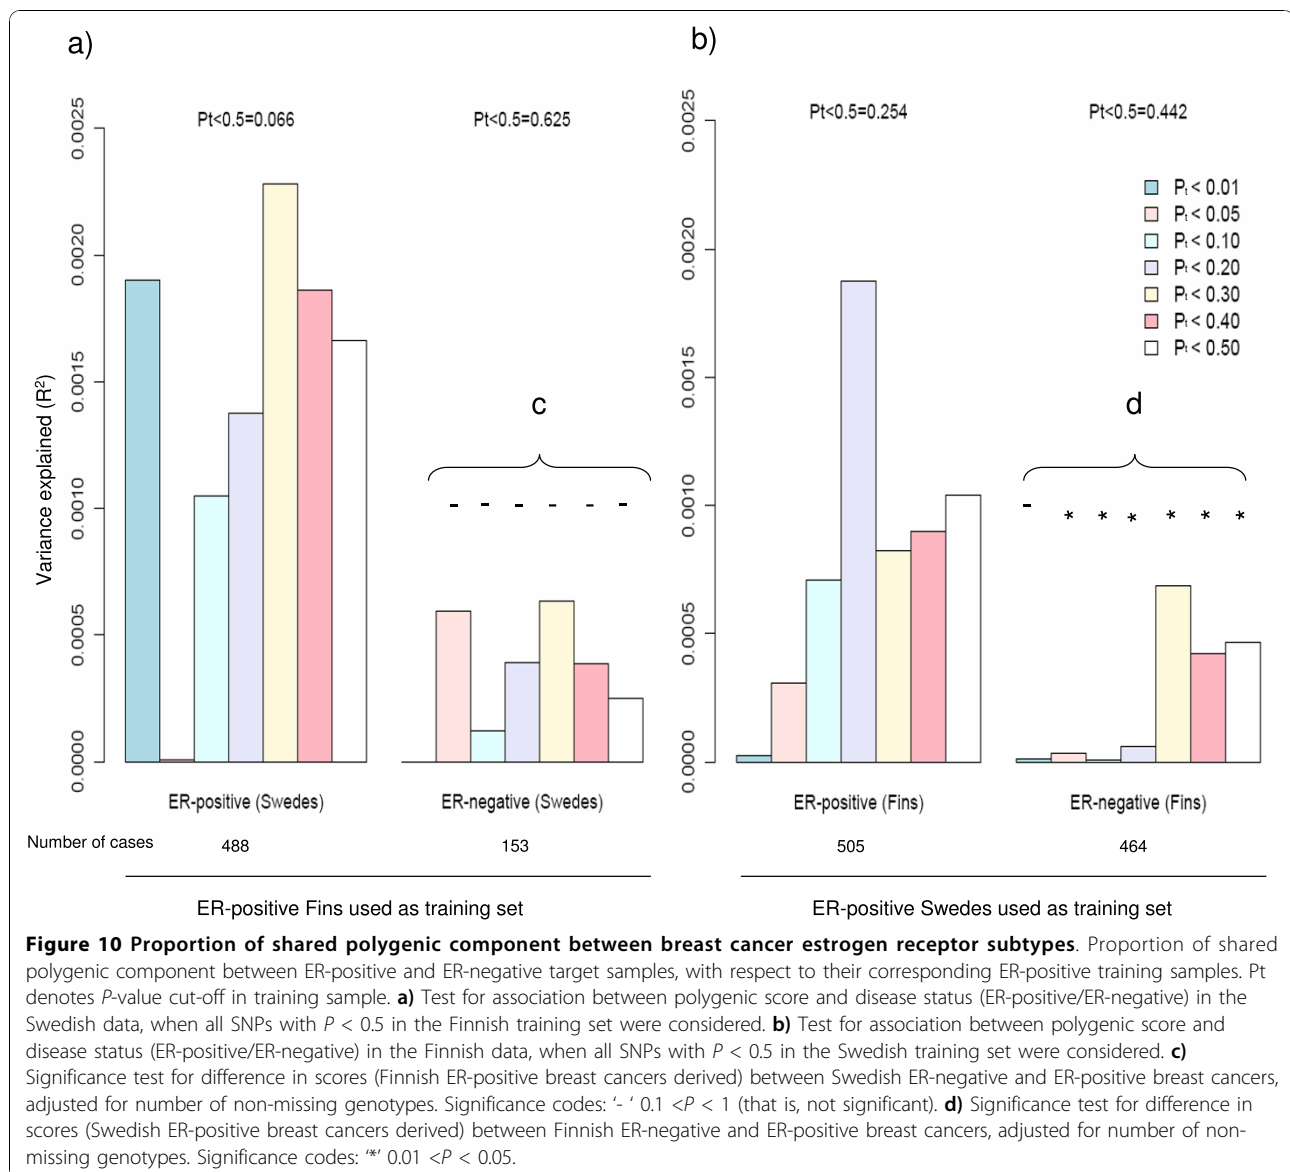 a)
b)
Pt<0.5=0.066
Pt<0.5=0.625
Pt<0.5=0.254
Pt<0.5=0.442
Variance explained (R²)
0.0025
0.0020
0.0015
0.0010
0.0005
0.0000
0.0025
0.0020
0.0015
0.0010
0.0005
0.0000
Pt < 0.01
Pt < 0.05
Pt < 0.10
Pt < 0.20
Pt < 0.30
Pt < 0.40
Pt < 0.50
c
d
- - - - - -
- * * * * * *
ER-positive (Swedes)
ER-negative (Swedes)
ER-positive (Fins)
ER-negative (Fins)
Number of cases 488 153 505 464
ER-positive Fins used as training set
ER-positive Swedes used as training set
Figure 10 Proportion of shared polygenic component between breast cancer estrogen receptor subtypes. Proportion of shared
polygenic component between ER-positive and ER-negative target samples, with respect to their corresponding ER-positive training samples. Pt
denotes P-value cut-off in training sample. a) Test for association between polygenic score and disease status (ER-positive/ER-negative) in the
Swedish data, when all SNPs with P < 0.5 in the Finnish training set were considered. b) Test for association between polygenic score and
disease status (ER-positive/ER-negative) in the Finnish data, when all SNPs with P < 0.5 in the Swedish training set were considered. c)
Significance test for difference in scores (Finnish ER-positive breast cancers derived) between Swedish ER-negative and ER-positive breast cancers,
adjusted for number of non-missing genotypes. Significance codes: ‘- ‘ 0.1 <P < 1 (that is, not significant). d) Significance test for difference in
scores (Swedish ER-positive breast cancers derived) between Finnish ER-negative and ER-positive breast cancers, adjusted for number of non-
missing genotypes. Significance codes: ‘*’ 0.01 <P < 0.05.